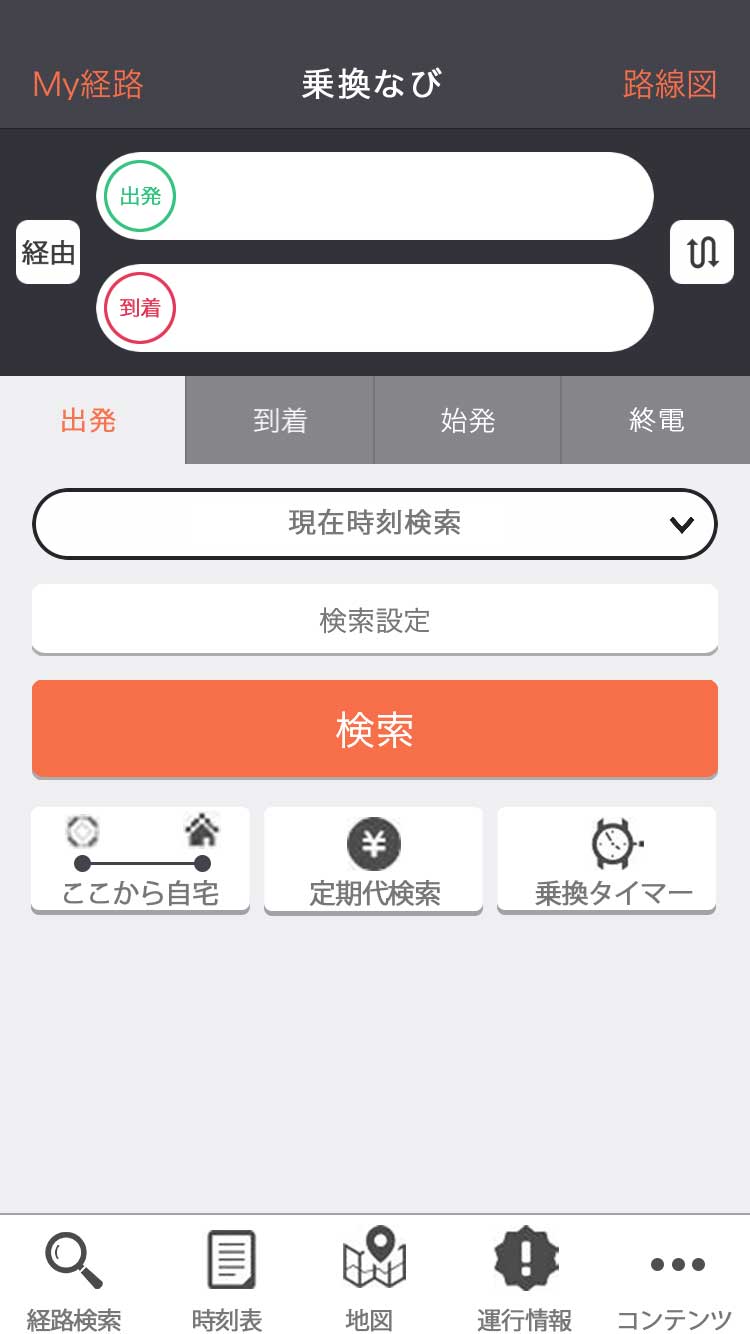 My経路 乗換なび 路線図
出発
経由
到着
出発 到着 始発 終電
現在時刻検索
検索設定
検索
¥
ここから自宅 定期代検索 乗換タイマー
経路検索 時刻表 地図 運行情報 コンテンツ